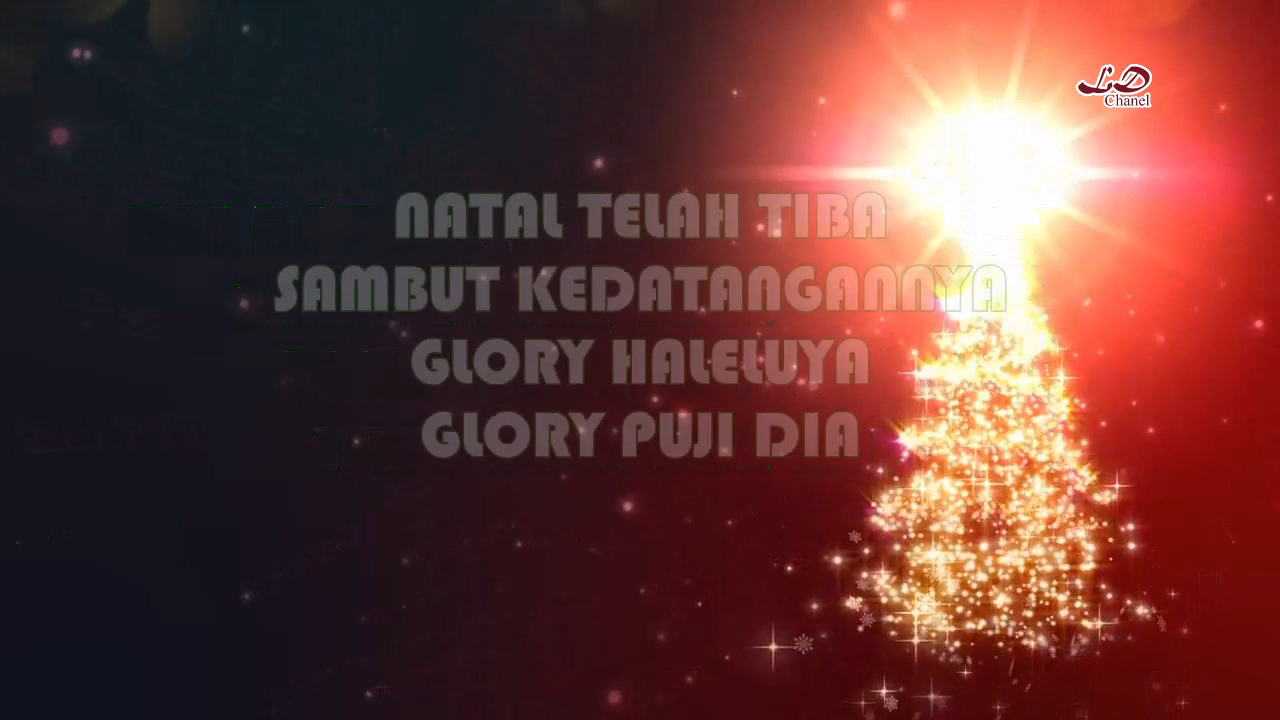 LD
Chanel
NATAL TELAH TIBA
SAMBUT KEDATANGANNYA
GLORY HALELUYA
GLORY PUJI DIA